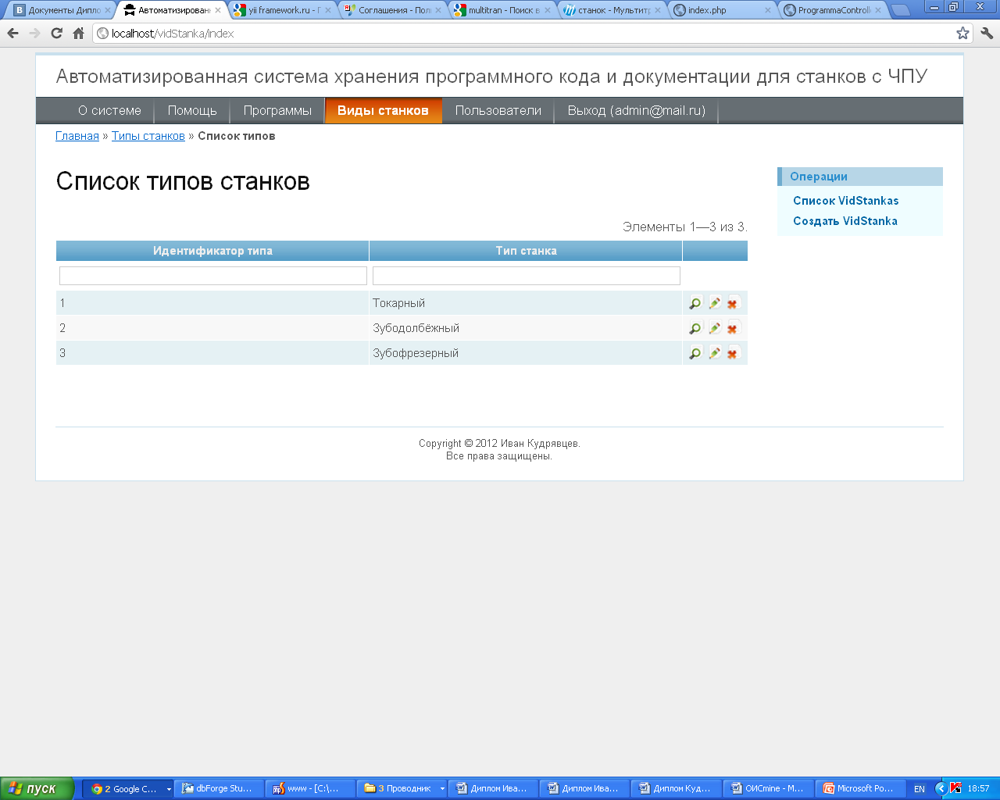 Документы Дипло
Автоматизирован
yii framework.ru - Г
Соглашения - Пол
multitran - Поиск в
станок - Мультитр
index.php
ProgrammaControll
localhost/vidStanka/index
Автоматизированная система хранения программного кода и документации для станков с ЧПУ
О системе
Помощь
Программы
Виды станков
Пользователи
Выход (admin@mail.ru)
Главная » Типы станков » Список типов
Список типов станков
Операции
Список VidStankas
Создать VidStanka
Элементы 1—3 из 3.
Идентификатор типа Тип станка
1 Токарный
2 Зубодолбёжный
3 Зубофрезерный
Copyright © 2012 Иван Кудрявцев.
Все права защищены.
пуск
2 Google C...
dbForge Stu...
www - [C:\...
3 Проводник
Диплом Ива...
Диплом Ива...
Диплом Куд...
ОИСmine - M...
Microsoft Po...
EN
18:57